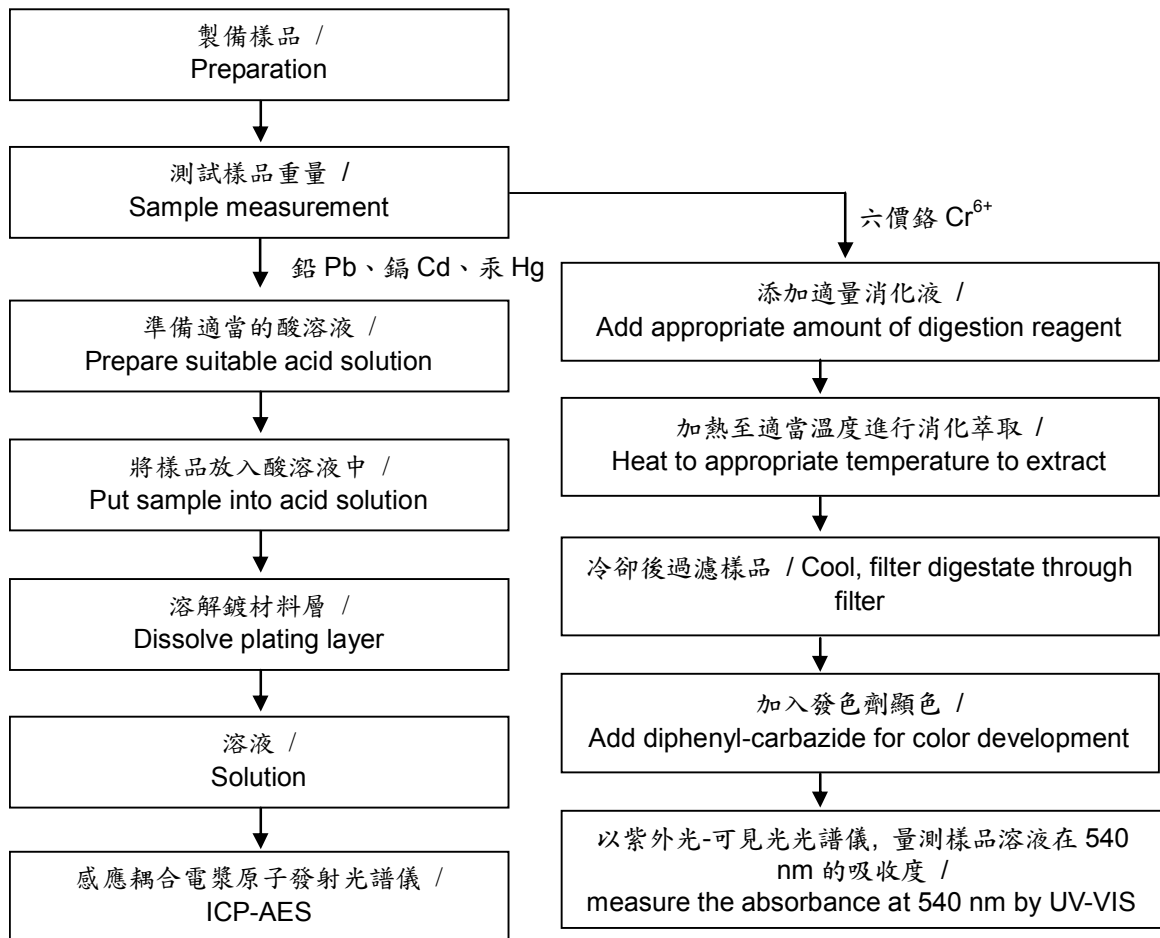 製備樣品 /
Preparation
測試樣品重量 /
Sample measurement
鉛 Pb、鎘 Cd、汞 Hg
準備適當的酸溶液 /
Prepare suitable acid solution
將樣品放入酸溶液中 /
Put sample into acid solution
溶解鍍材料層 /
Dissolve plating layer
溶液 /
Solution
感應耦合電漿原子發射光譜儀 /
ICP-AES
六價鉻 Cr⁶⁺
添加適量消化液 /
Add appropriate amount of digestion reagent
加熱至適當溫度進行消化萃取 /
Heat to appropriate temperature to extract
冷卻後過濾樣品 / Cool, filter digestate through
filter
加入發色劑顯色 /
Add diphenyl-carbazide for color development
以紫外光-可見光光譜儀, 量測樣品溶液在 540
nm 的吸收度 /
measure the absorbance at 540 nm by UV-VIS